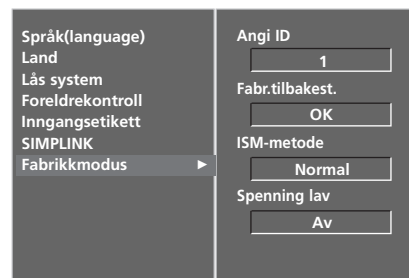 Språk(language)
Land
Lås system
Foreldrekontroll
Inngangsetikett
SIMPLINK
Fabrikkmodus ►
Angi ID
1
Fabr.tilbakest.
OK
ISM-metode
Normal
Spenning lav
Av